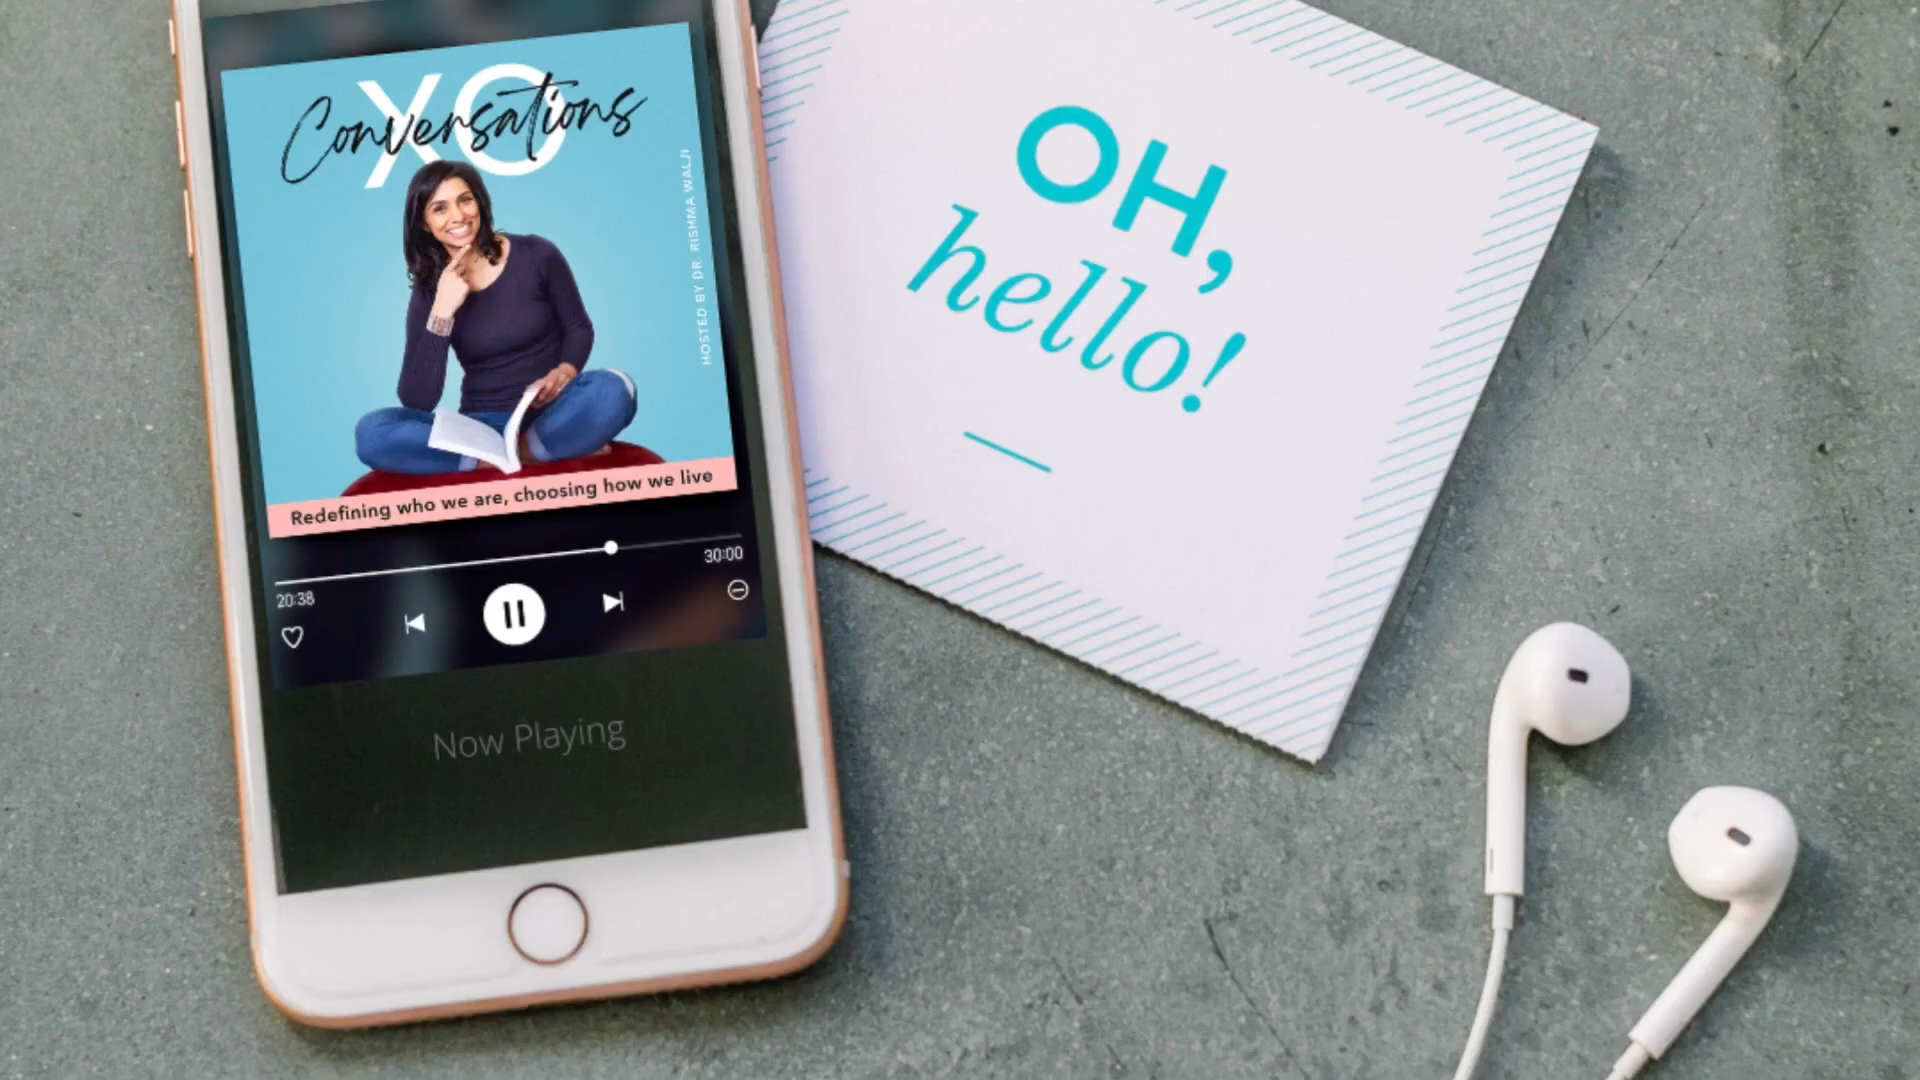 XO
Conversations
HOSTED BY DR. RISHMA WALJI
Redefining who we are, choosing how we live
20:38
30:00
Now Playing
OH,
hello!